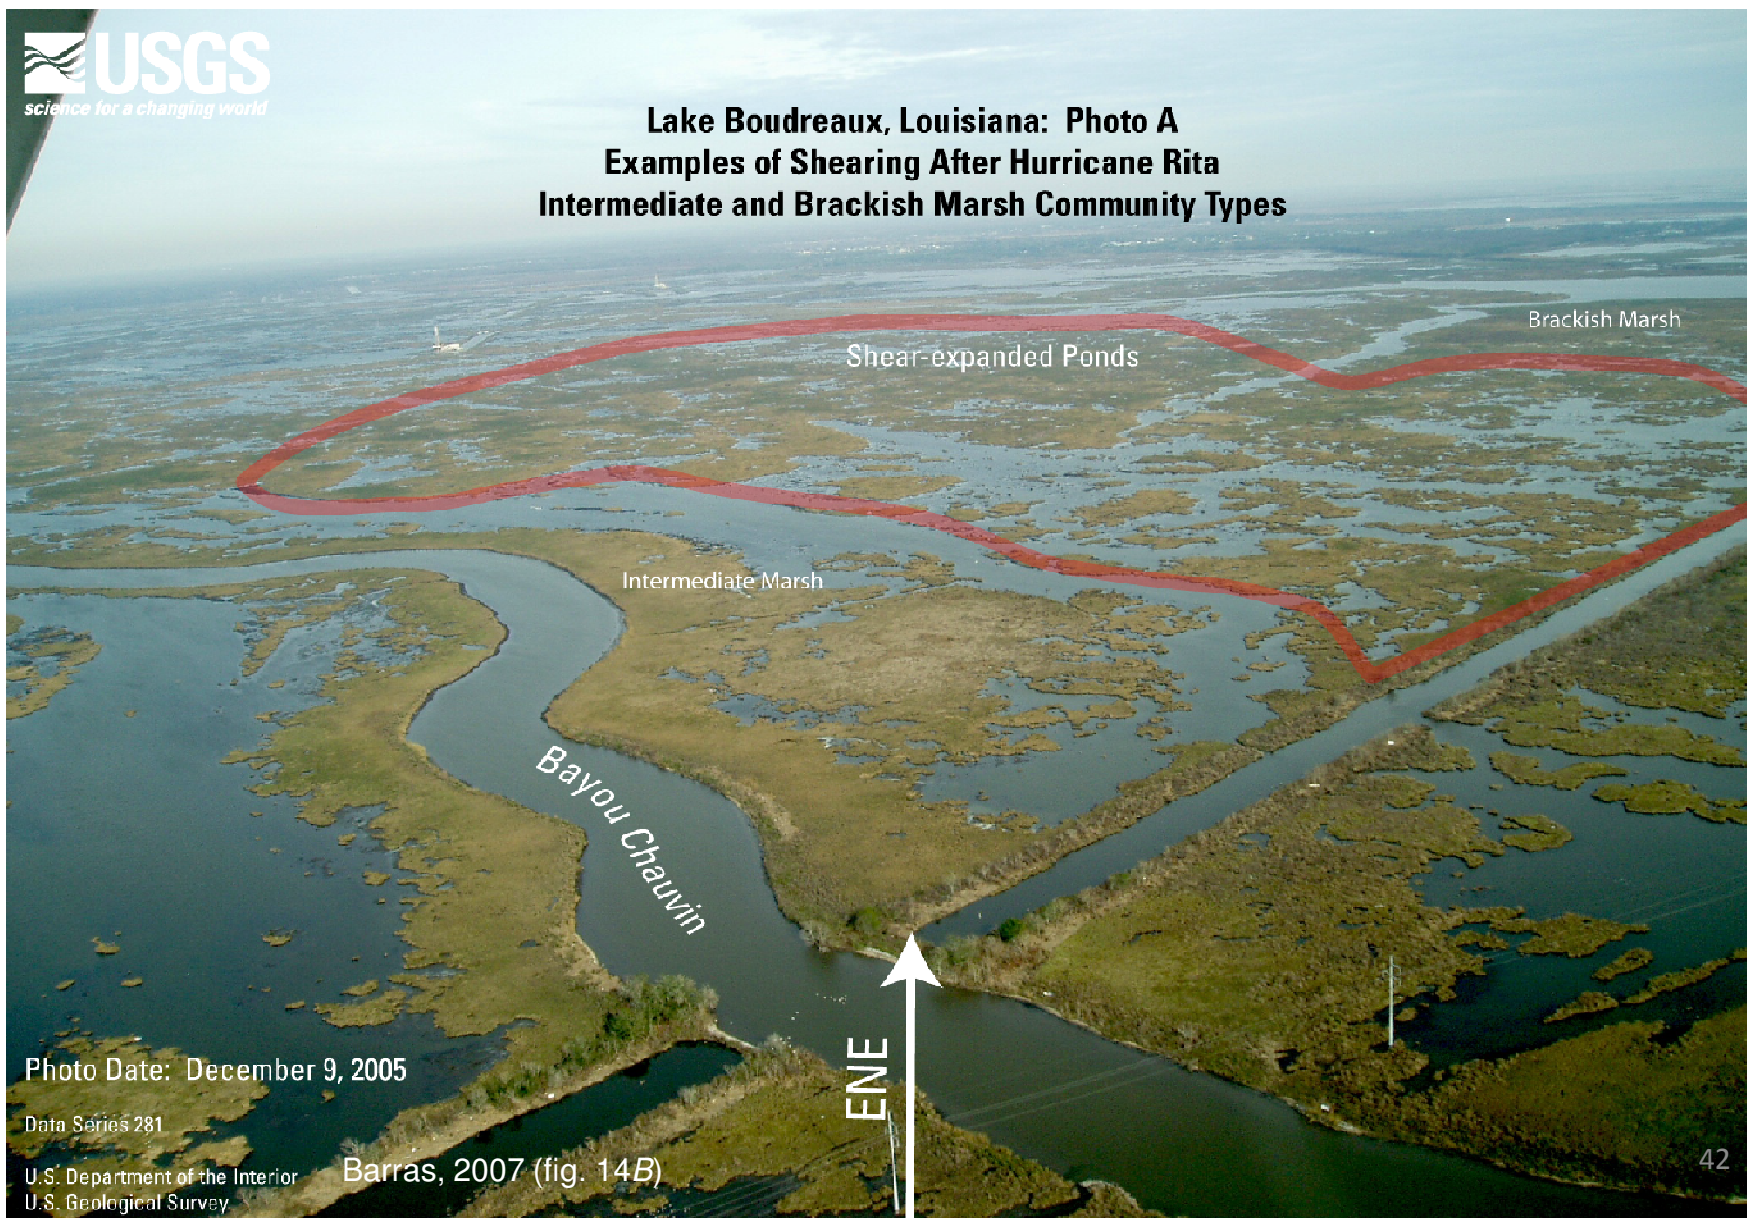 USGS
science for a changing world
Lake Boudreaux, Louisiana: Photo A
Examples of Shearing After Hurricane Rita
Intermediate and Brackish Marsh Community Types
Brackish Marsh
Shear-expanded Ponds
Intermediate Marsh
Bayou Chauvin
ENE
Photo Date: December 9, 2005
Data Series 281
U.S. Department of the Interior
U.S. Geological Survey
Barras, 2007 (fig. 14B)
42